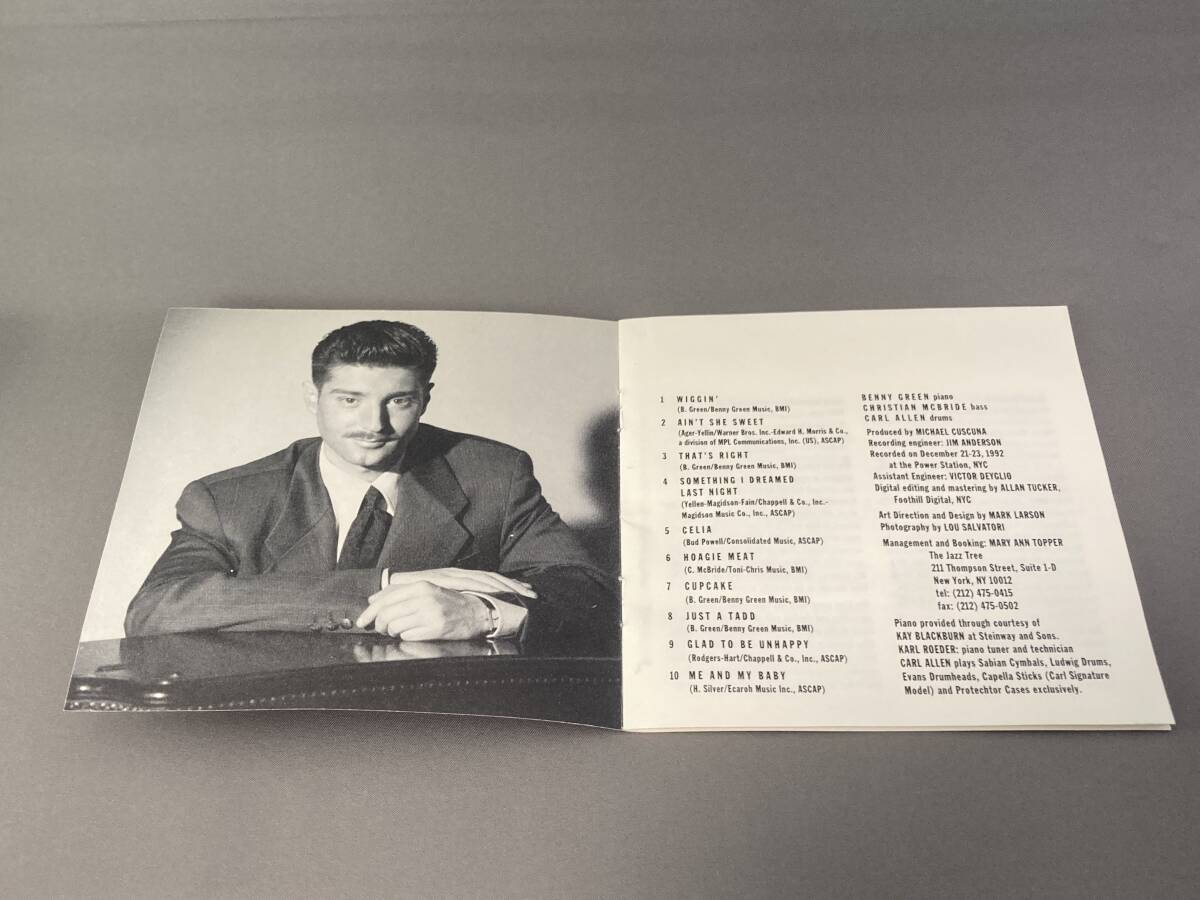 1 WIGGIN'
(B. Green/Benny Green Music, BMI)
2 AIN'T SHE SWEET
(Ager-Yellin/Warner Bros. Inc.-Edward H. Morris & Co.,
a division of MPL Communications, Inc. (US), ASCAP)
3 THAT'S RIGHT
(B. Green/Benny Green Music, BMI)
4 SOMETHING I DREAMED
LAST NIGHT
(Yellen-Magidson-Fain/Chappell & Co., Inc.-
Magidson Music Co., Inc., ASCAP)
5 CELIA
(Bud Powell/Consolidated Music, ASCAP)
6 HOAGIE MEAT
(C. McBride/Toni-Chris Music, BMI)
7 CUPCAKE
(B. Green/Benny Green Music, BMI)
8 JUST A TADD
(B. Green/Benny Green Music, BMI)
9 GLAD TO BE UNHAPPY
(Rodgers-Hart/Chappell & Co., Inc., ASCAP)
10 ME AND MY BABY
(H. Silver/Ecaroh Music Inc., ASCAP)
BENNY GREEN piano
CHRISTIAN MCBRIDE bass
CARL ALLEN drums
Produced by MICHAEL CUSCUNA
Recording engineer: JIM ANDERSON
Recorded on December 21-23, 1992
at the Power Station, NYC
Assistant Engineer: VICTOR DEYGLIO
Digital editing and mastering by ALLAN TUCKER,
Foothill Digital, NYC
Art Direction and Design by MARK LARSON
Photography by LOU SALVATORI
Management and Booking: MARY ANN TOPPER
The Jazz Tree
211 Thompson Street, Suite 1-D
New York, NY 10012
tel: (212) 475-0415
fax: (212) 475-0502
Piano provided through courtesy of
KAY BLACKBURN at Steinway and Sons.
KARL ROEDER: piano tuner and technician
CARL ALLEN plays Sabian Cymbals, Ludwig Drums,
Evans Drumheads, Capella Sticks (Carl Signature
Model) and Protechtor Cases exclusively.